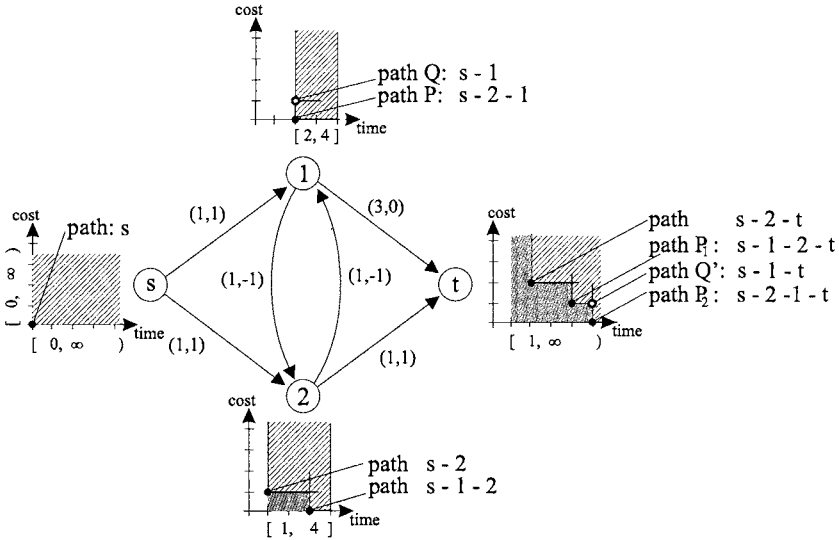 cost
path Q: s - 1
path P: s - 2 - 1
time
[ 2, 4 ]
1
(1,1)
(3,0)
cost
path: s
[ 0, ∞ )
time
[ 0, ∞ )
s
(1,-1)
(1,-1)
t
cost
path s - 2 - t
path P1: s - 1 - 2 - t
path Q': s - 1 - t
path P2: s - 2 - 1 - t
time
[ 1, ∞ )
(1,1)
(1,1)
2
cost
path s - 2
path s - 1 - 2
time
[ 1, 4 ]